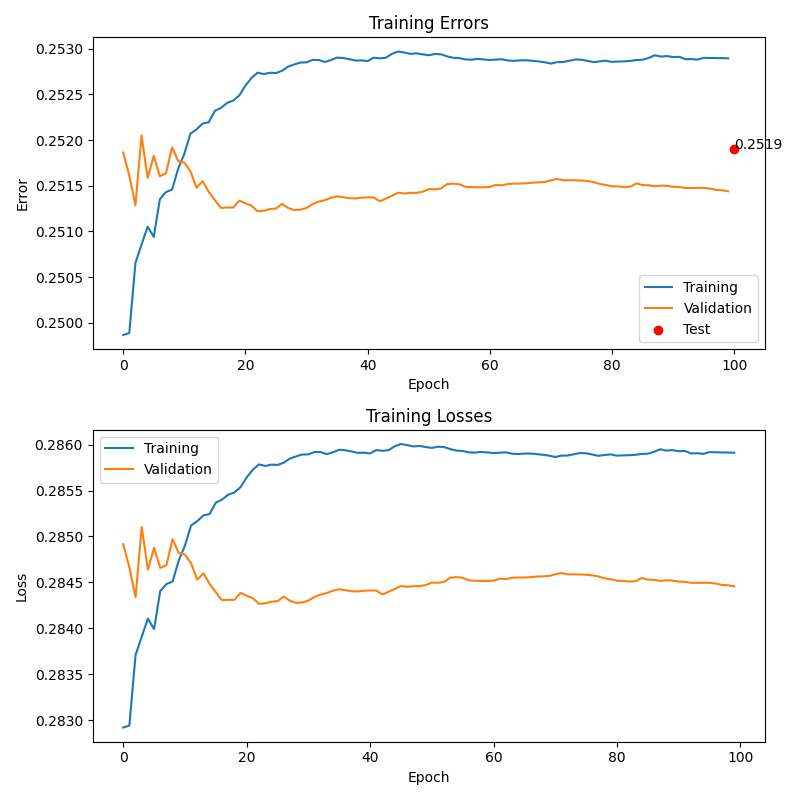 Training Errors
0.2530
0.2525
0.2520
0.2515
0.2510
0.2505
0.2500
Error
0.2519
Training
Validation
Test
0 20 40 60 80 100
Epoch
Training Losses
0.2860
0.2855
0.2850
0.2845
0.2840
0.2835
0.2830
Loss
Training
Validation
0 20 40 60 80 100
Epoch